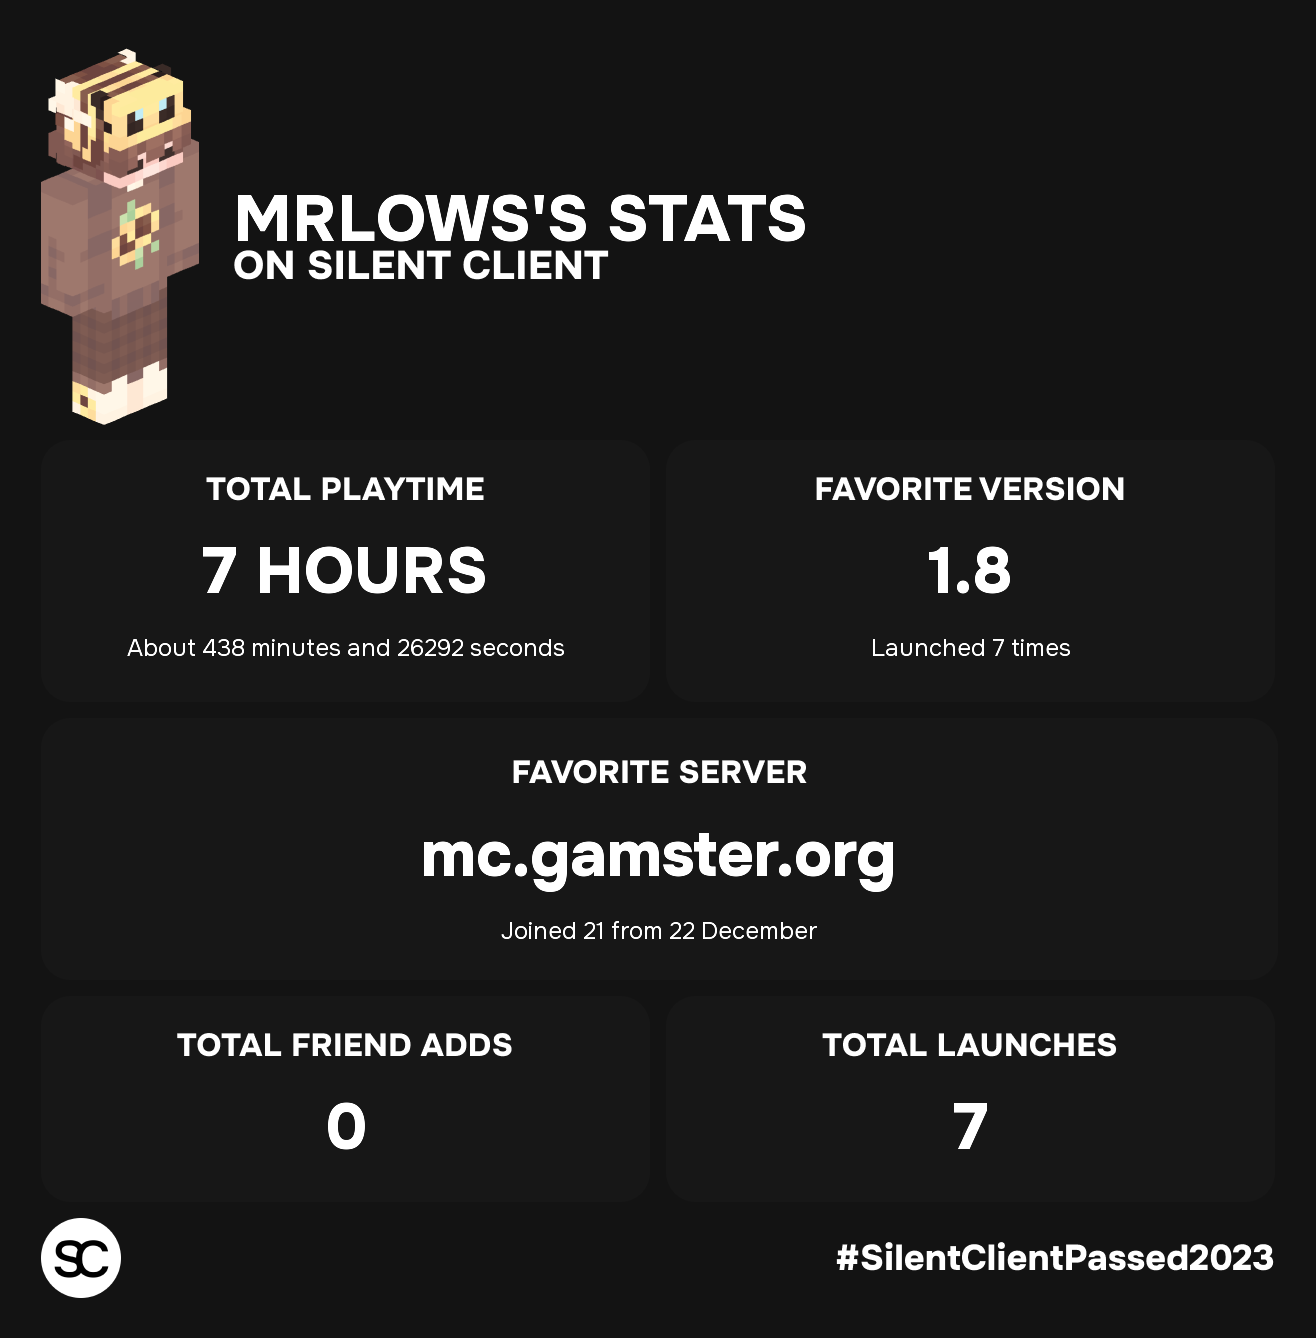 MRLOWS'S STATS
ON SILENT CLIENT
TOTAL PLAYTIME
7 HOURS
About 438 minutes and 26292 seconds
FAVORITE VERSION
1.8
Launched 7 times
FAVORITE SERVER
mc.gamster.org
Joined 21 from 22 December
TOTAL FRIEND ADDS
0
TOTAL LAUNCHES
7
SC
#SilentClientPassed2023